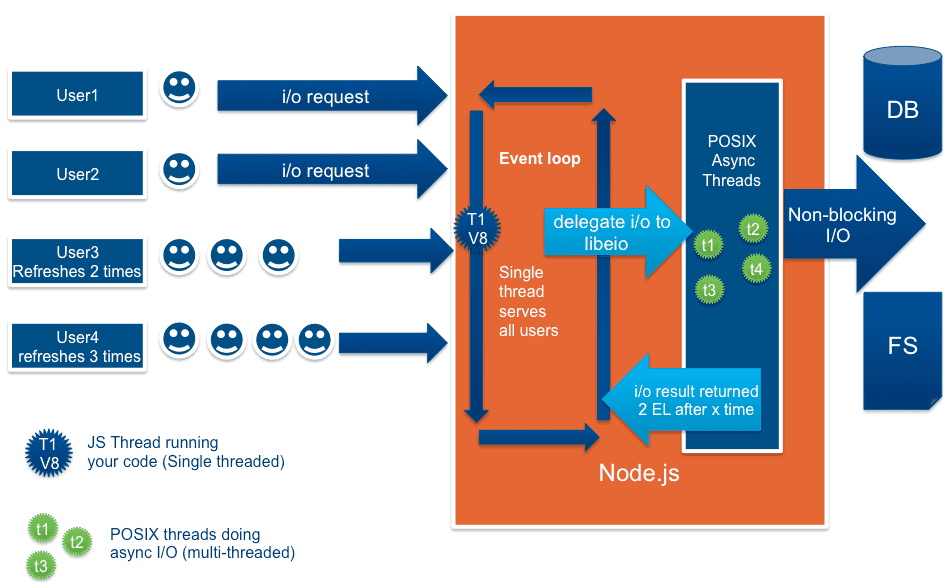 User1
i/o request
User2
i/o request
User3
Refreshes 2 times
User4
refreshes 3 times
T1
V8
JS Thread running
your code (Single threaded)
t1
t2
t3
POSIX threads doing
async I/O (multi-threaded)
Event loop
T1
V8
Single
thread
serves
all users
delegate i/o to
libeio
POSIX
Async
Threads
t1
t2
t3
t4
i/o result returned
2 EL after x time
Node.js
Non-blocking
I/O
DB
FS